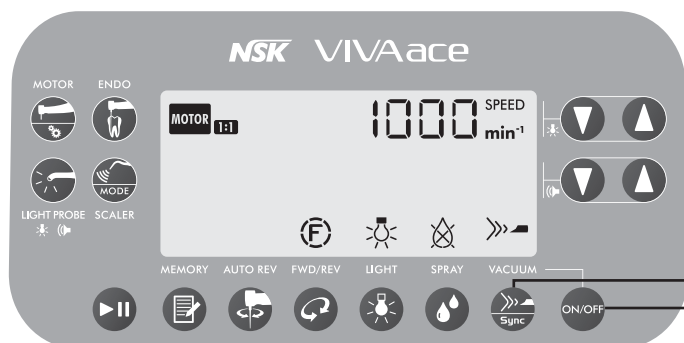 NSK VIVAace
MOTOR ENDO
MOTOR 1:1 1000 SPEED
min⁻¹
MODE
LIGHT PROBE SCALER
F
MEMORY AUTO REV FWD/REV LIGHT SPRAY VACUUM
Sync ON/OFF